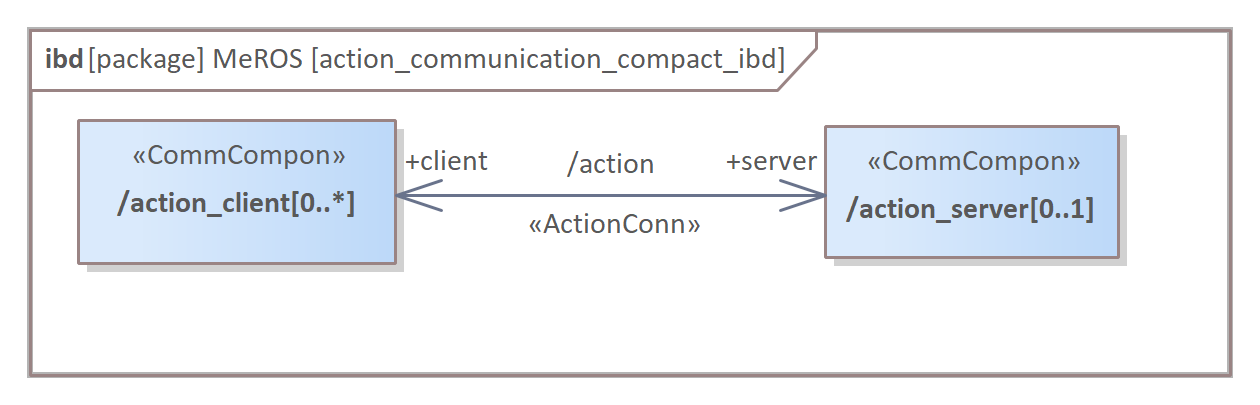 ibd [package] MeROS [action_communication_compact_ibd]
«CommCompon»
/action_client[0..*]
+client
/action
+server
«ActionConn»
«CommCompon»
/action_server[0..1]